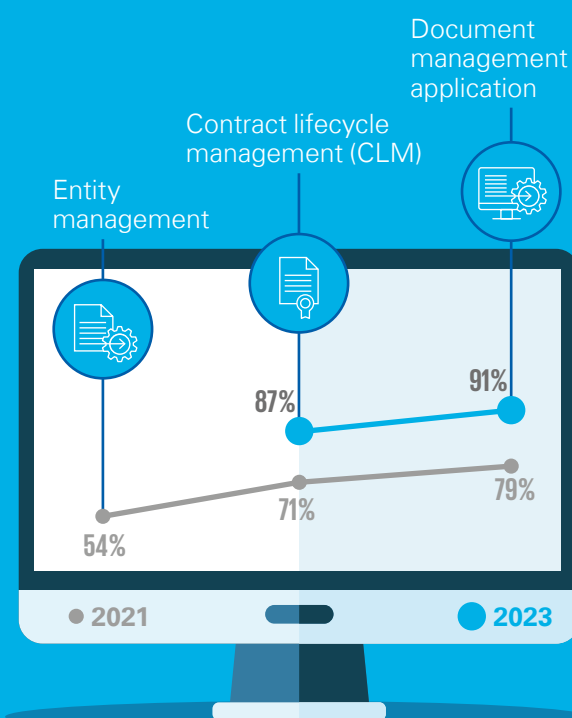 Document
management
application
Contract lifecycle
management (CLM)
Entity
management
91%
87%
79%
71%
54%
2021
2023